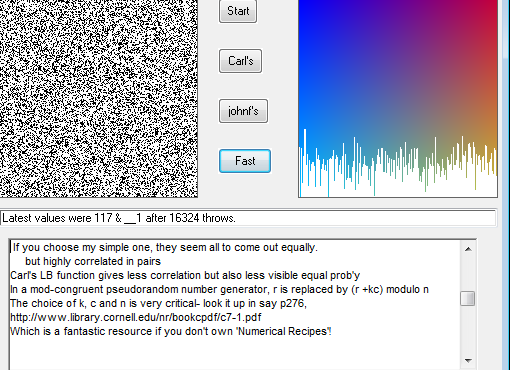 Start
Carl's
johnf's
Fast
Latest values were 117 & __1 after 16324 throws.
If you choose my simple one, they seem all to come out equally.
but highly correlated in pairs
Carl's LB function gives less correlation but also less visible equal prob'y
In a mod-congruent pseudorandom number generator, r is replaced by (r +kc) modulo n
The choice of k, c and n is very critical- look it up in say p276,
http://www.library.cornell.edu/nr/bookcpdf/c7-1.pdf
Which is a fantastic resource if you don't own 'Numerical Recipes'!